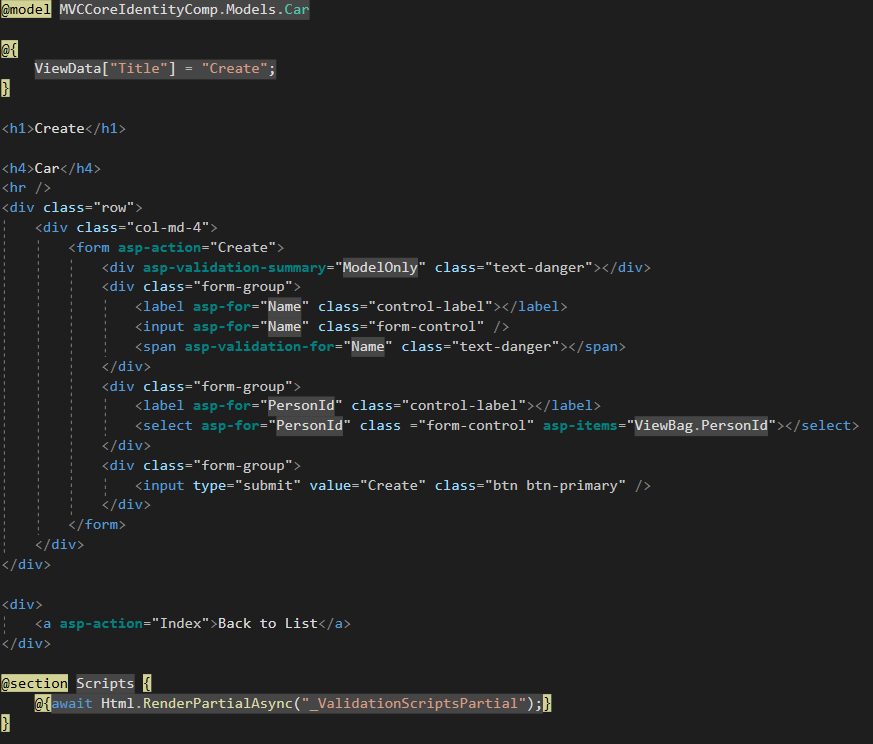 @model MVCCoreIdentityComp.Models.Car
@{
ViewData["Title"] = "Create";
}
<h1>Create</h1>
<h4>Car</h4>
<hr />
<div class="row">
<div class="col-md-4">
<form asp-action="Create">
<div asp-validation-summary="ModelOnly" class="text-danger"></div>
<div class="form-group">
<label asp-for="Name" class="control-label"></label>
<input asp-for="Name" class="form-control" />
<span asp-validation-for="Name" class="text-danger"></span>
</div>
<div class="form-group">
<label asp-for="PersonId" class="control-label"></label>
<select asp-for="PersonId" class ="form-control" asp-items="ViewBag.PersonId"></select>
</div>
<div class="form-group">
<input type="submit" value="Create" class="btn btn-primary" />
</div>
</form>
</div>
</div>
<div>
<a asp-action="Index">Back to List</a>
</div>
@section Scripts {
@{await Html.RenderPartialAsync("_ValidationScriptsPartial");}
}